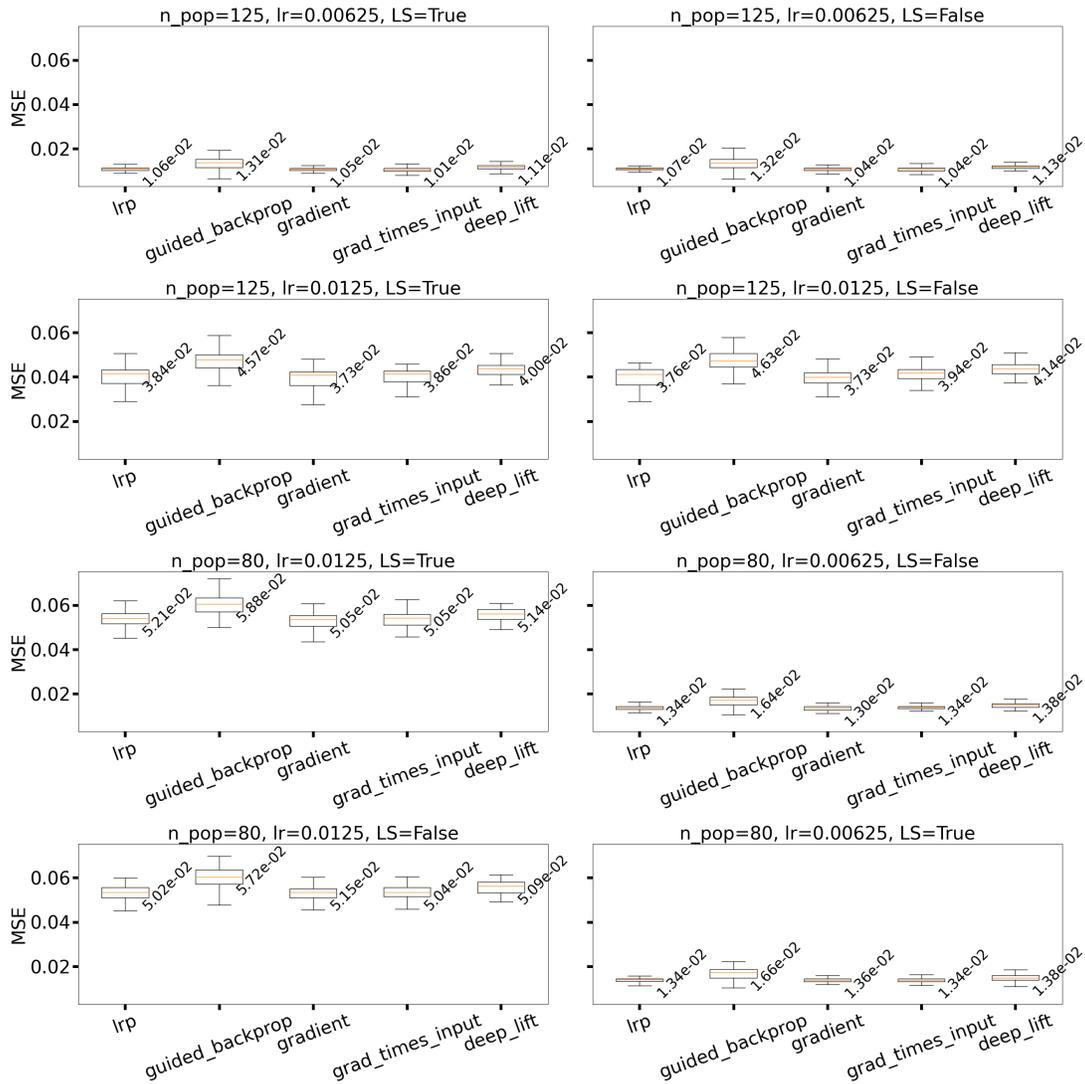 n_pop=125, lr=0.00625, LS=True
MSE
0.06
0.04
0.02
1.06e-02
1.31e-02
1.05e-02
1.01e-02
1.11e-02
lrp
guided_backprop
gradient
grad_times_input
deep_lift
n_pop=125, lr=0.00625, LS=False
1.07e-02
1.32e-02
1.04e-02
1.04e-02
1.13e-02
lrp
guided_backprop
gradient
grad_times_input
deep_lift
n_pop=125, lr=0.0125, LS=True
MSE
0.06
0.04
0.02
3.84e-02
4.57e-02
3.73e-02
3.86e-02
4.00e-02
lrp
guided_backprop
gradient
grad_times_input
deep_lift
n_pop=125, lr=0.0125, LS=False
3.76e-02
4.63e-02
3.73e-02
3.94e-02
4.14e-02
lrp
guided_backprop
gradient
grad_times_input
deep_lift
n_pop=80, lr=0.0125, LS=True
MSE
0.06
0.04
0.02
5.21e-02
5.88e-02
5.05e-02
5.05e-02
5.14e-02
lrp
guided_backprop
gradient
grad_times_input
deep_lift
n_pop=80, lr=0.00625, LS=False
1.34e-02
1.64e-02
1.30e-02
1.34e-02
1.38e-02
lrp
guided_backprop
gradient
grad_times_input
deep_lift
n_pop=80, lr=0.0125, LS=False
MSE
0.06
0.04
0.02
5.02e-02
5.72e-02
5.15e-02
5.04e-02
5.09e-02
lrp
guided_backprop
gradient
grad_times_input
deep_lift
n_pop=80, lr=0.00625, LS=True
1.34e-02
1.66e-02
1.36e-02
1.34e-02
1.38e-02
lrp
guided_backprop
gradient
grad_times_input
deep_lift